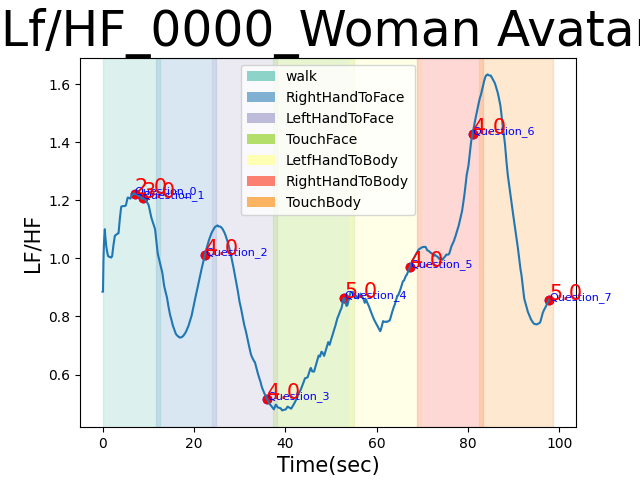 Lf/HF_0000_Woman Avatar
walk
RightHandToFace
LeftHandToFace
TouchFace
LetfHandToBody
RightHandToBody
TouchBody
LF/HF
1.6
1.4
1.2
1.0
0.8
0.6
Question_0
Question_1
4.0
Question_2
4.0
Question_3
5.0
Question_4
4.0
Question_5
4.0
Question_6
5.0
Question_7
0
20
40
60
80
100
Time(sec)